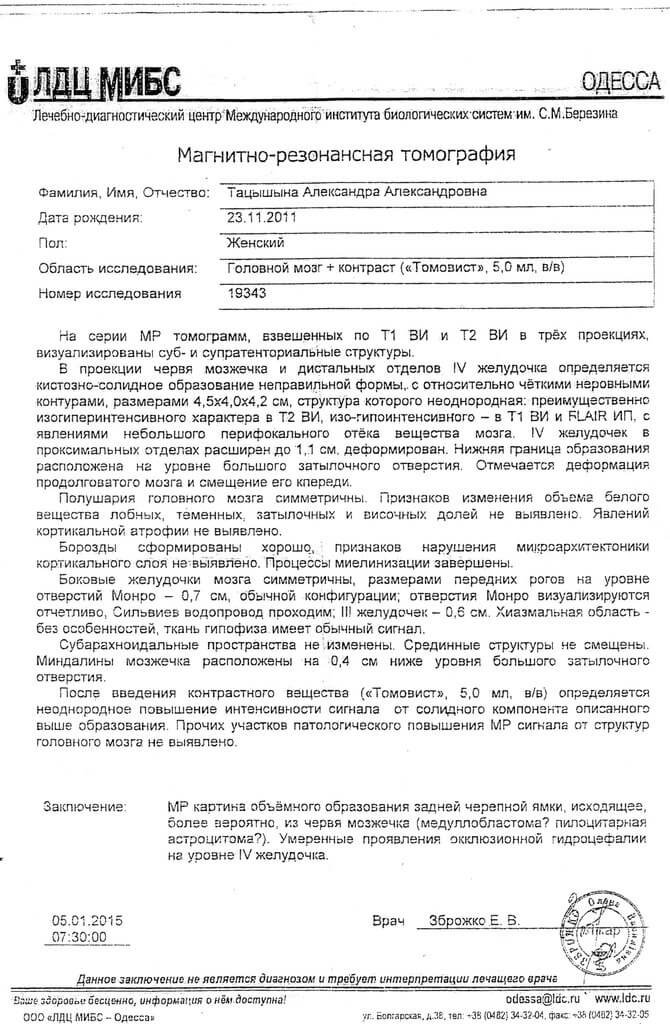 ЛДЦ МИБС
ОДЕССА
Лечебно-диагностический центр Международного института биологических систем им. С.М.Березина
Магнитно-резонансная томография
Фамилия, Имя, Отчество: Тацышына Александра Александровна
Дата рождения: 23.11.2011
Пол: Женский
Область исследования: Головной мозг + контраст («Томовист», 5,0 мл, в/в)
Номер исследования 19343
На серии МР томограмм, взвешенных по Т1 ВИ и Т2 ВИ в трёх проекциях,
визуализированы суб- и супратенториальные структуры.
В проекции червя мозжечка и дистальных отделов IV желудочка определяется
кистозно-солидное образование неправильной формы, с относительно чёткими неровными
контурами, размерами 4,5х4,0х4,2 см, структура которого неоднородная: преимущественно
изогиперинтенсивного характера в Т2 ВИ, изо-гипоинтенсивного – в Т1 ВИ и FLAIR ИП, с
явлениями небольшого перифокального отёка вещества мозга. IV желудочек в
проксимальных отделах расширен до 1,1 см, деформирован. Нижняя граница образования
расположена на уровне большого затылочного отверстия. Отмечается деформация
продолговатого мозга и смещение его кпереди.
Полушария головного мозга симметричны. Признаков изменения объема белого
вещества лобных, теменных, затылочных и височных долей не выявлено. Явлений
кортикальной атрофии не выявлено.
Борозды сформированы хорошо, признаков нарушения микроархитектоники
кортикального слоя не выявлено. Процессы миелинизации завершены.
Боковые желудочки мозга симметричны, размерами передних рогов на уровне
отверстий Монро – 0,7 см, обычной конфигурации; отверстия Монро визуализируются
отчетливо, Сильвиев водопровод проходим; III желудочек – 0,6 см. Хиазмальная область -
без особенностей, ткань гипофиза имеет обычный сигнал.
Субарахноидальные пространства не изменены. Срединные структуры не смещены.
Миндалины мозжечка расположены на 0,4 см ниже уровня большого затылочного
отверстия.
После введения контрастного вещества («Томовист», 5,0 мл, в/в) определяется
неоднородное повышение интенсивности сигнала от солидного компонента описанного
выше образования. Прочих участков патологического повышения МР сигнала от структур
головного мозга не выявлено.
Заключение: МР картина объёмного образования задней черепной ямки, исходящее,
более вероятно, из червя мозжечка (медуллобластома? пилоцитарная
астроцитома?). Умеренные проявления окклюзионной гидроцефалии
на уровне IV желудочка.
05.01.2015 Врач Зброжко Е. В.
07:30:00
Данное заключение не является диагнозом и требует интерпретации лечащего врача
Ваше здоровье бесценно, информация о нём доступна! odessa@ldc.ru www.ldc.ru
ООО «ЛДЦ МИБС – Одесса» ул. Болгарская, д.38, тел: +38 (0482) 34-32-04, факс: +38 (0482) 34-32-05